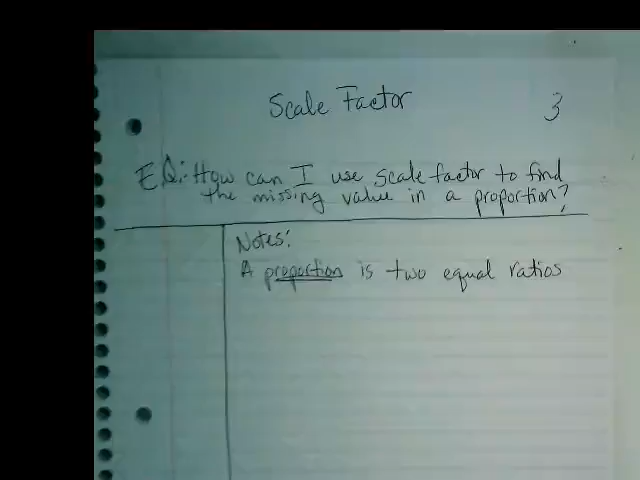 Scale Factor
3
EQ: How can I use scale factor to find
the missing value in a proportion?
Notes:
A proportion is two equal ratios